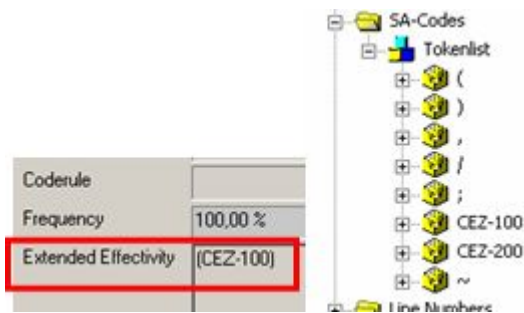 Coderule
Frequency 100,00 %
Extended Effectivity (CEZ-100)
SA-Codes
Tokenlist
(
)
,
/
;
CEZ-100
CEZ-200
~
Line Numbers